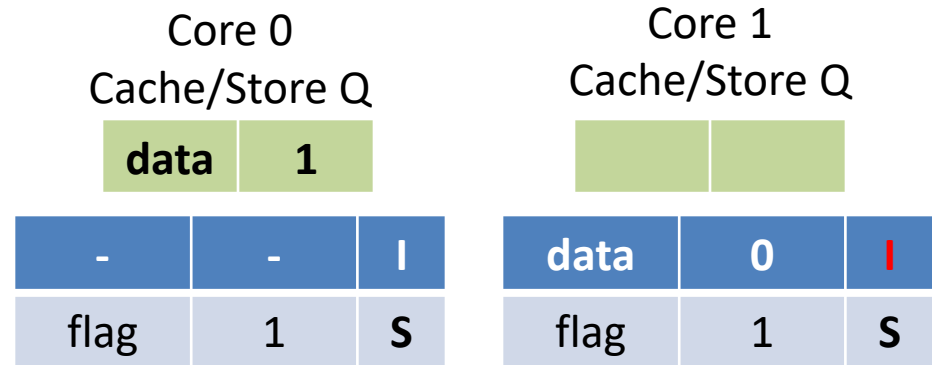 Core 0
Cache/Store Q
data 1
- - I
flag 1 S
Core 1
Cache/Store Q
data 0 I
flag 1 S